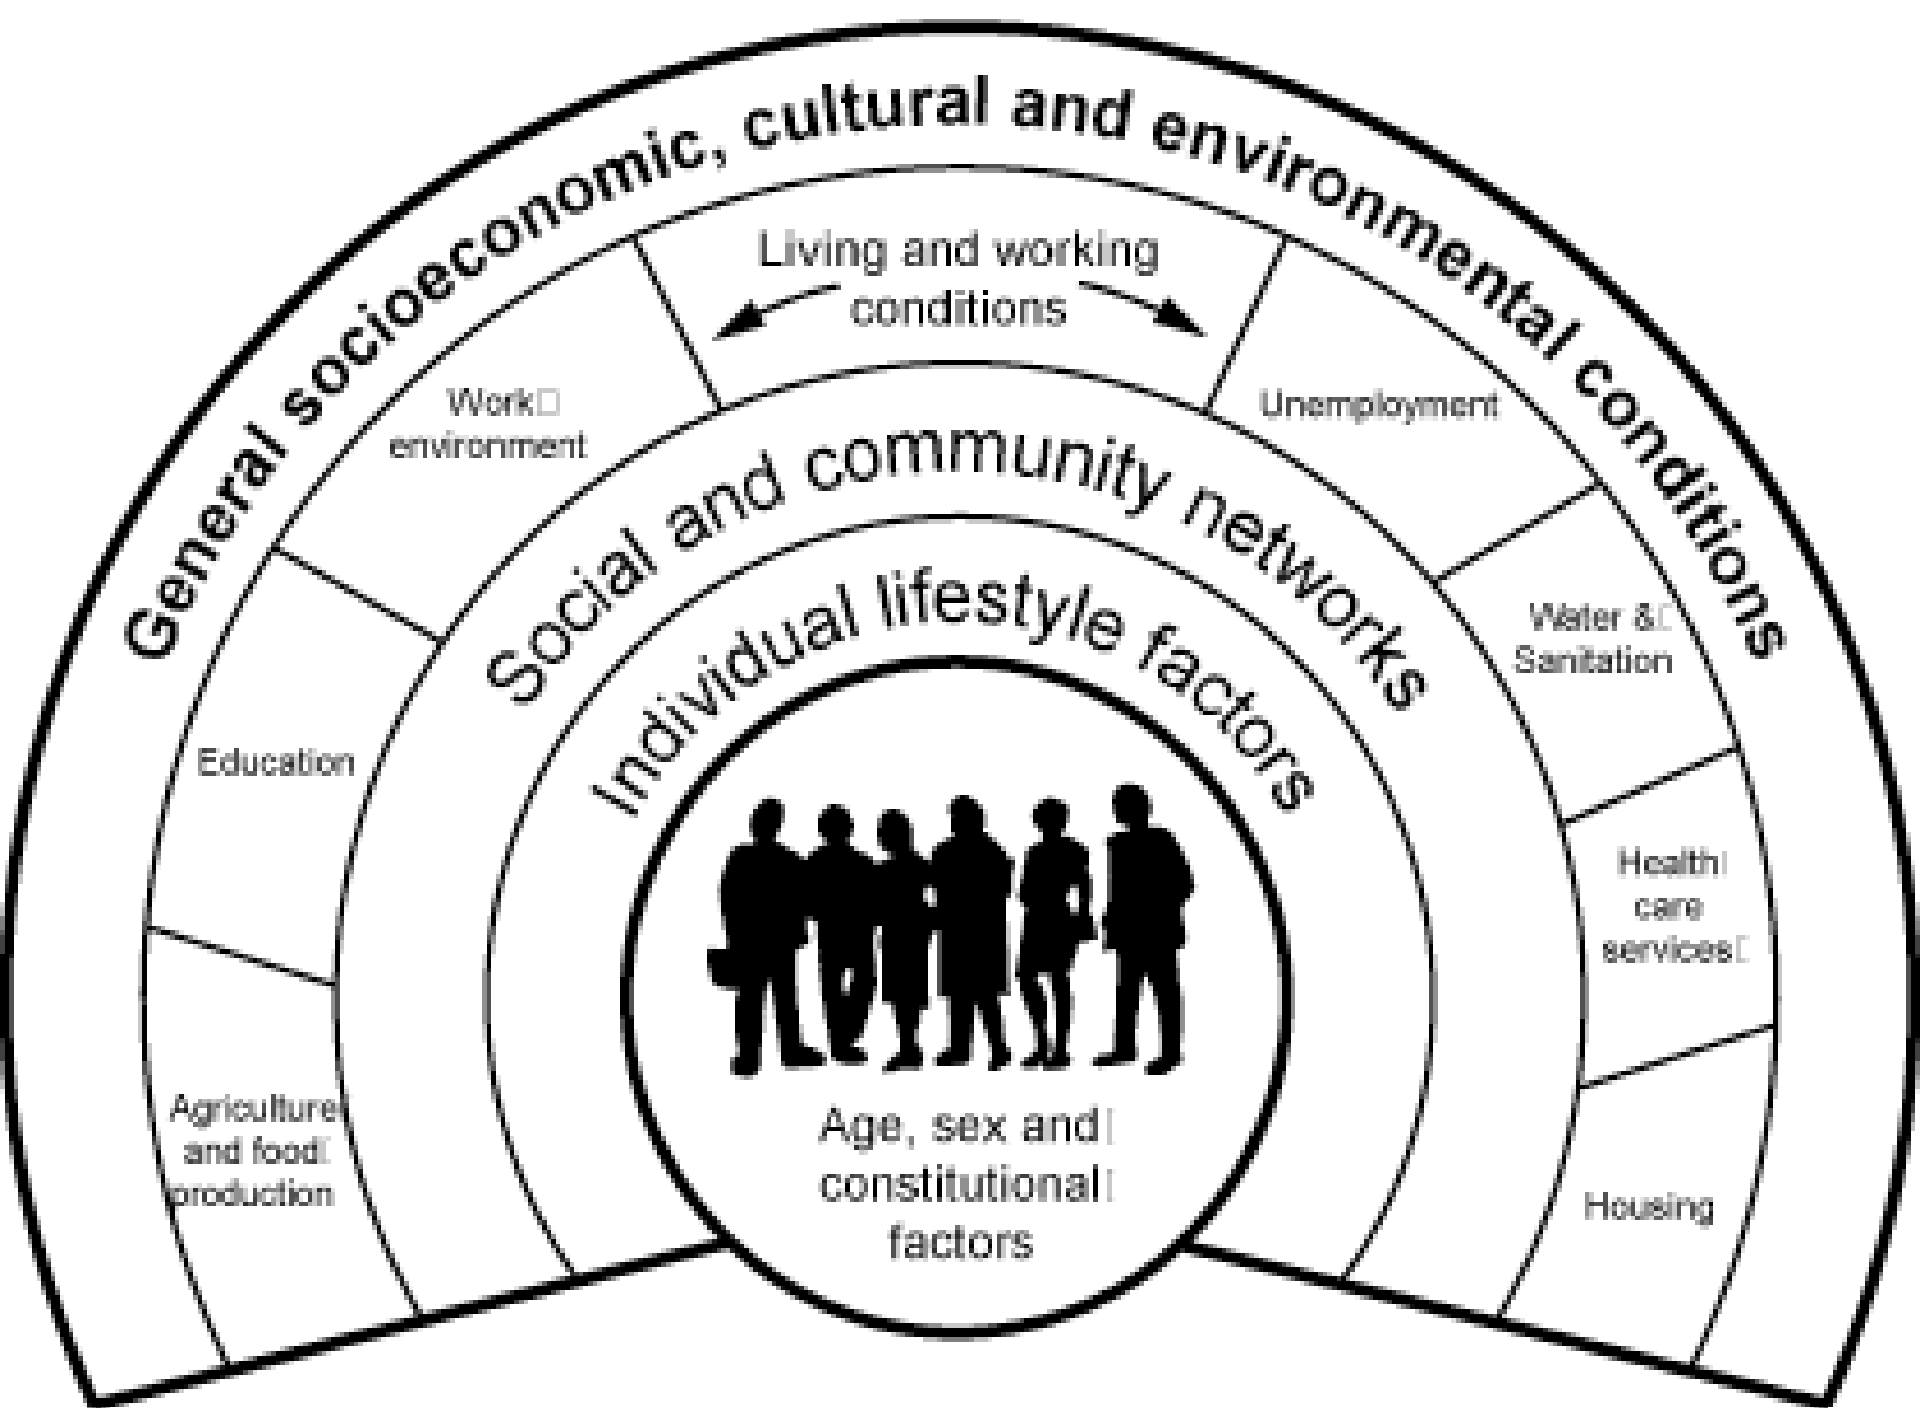 General socioeconomic, cultural and environmental conditions
Living and working
conditions
Work
environment
Unemployment
Education
Water &
Sanitation
Agriculture
and food
production
Health
care
services
Housing
Social and community networks
Individual lifestyle factors
Age, sex and
constitutional
factors